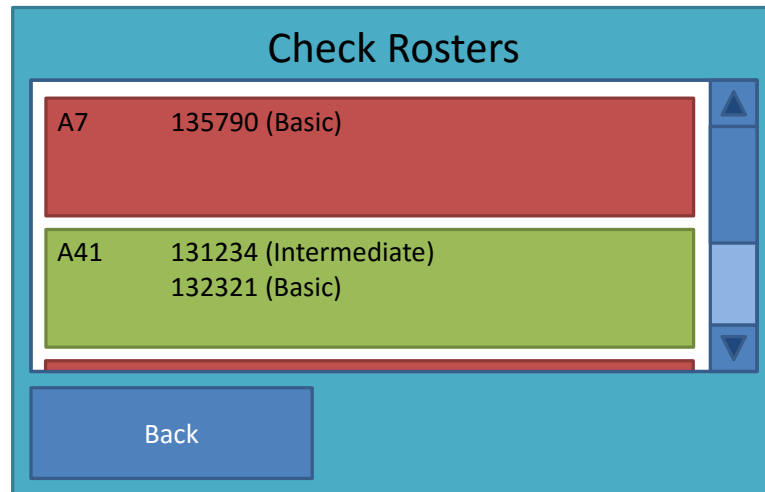 Check Rosters
A7 135790 (Basic)
A41 131234 (Intermediate)
132321 (Basic)
Back